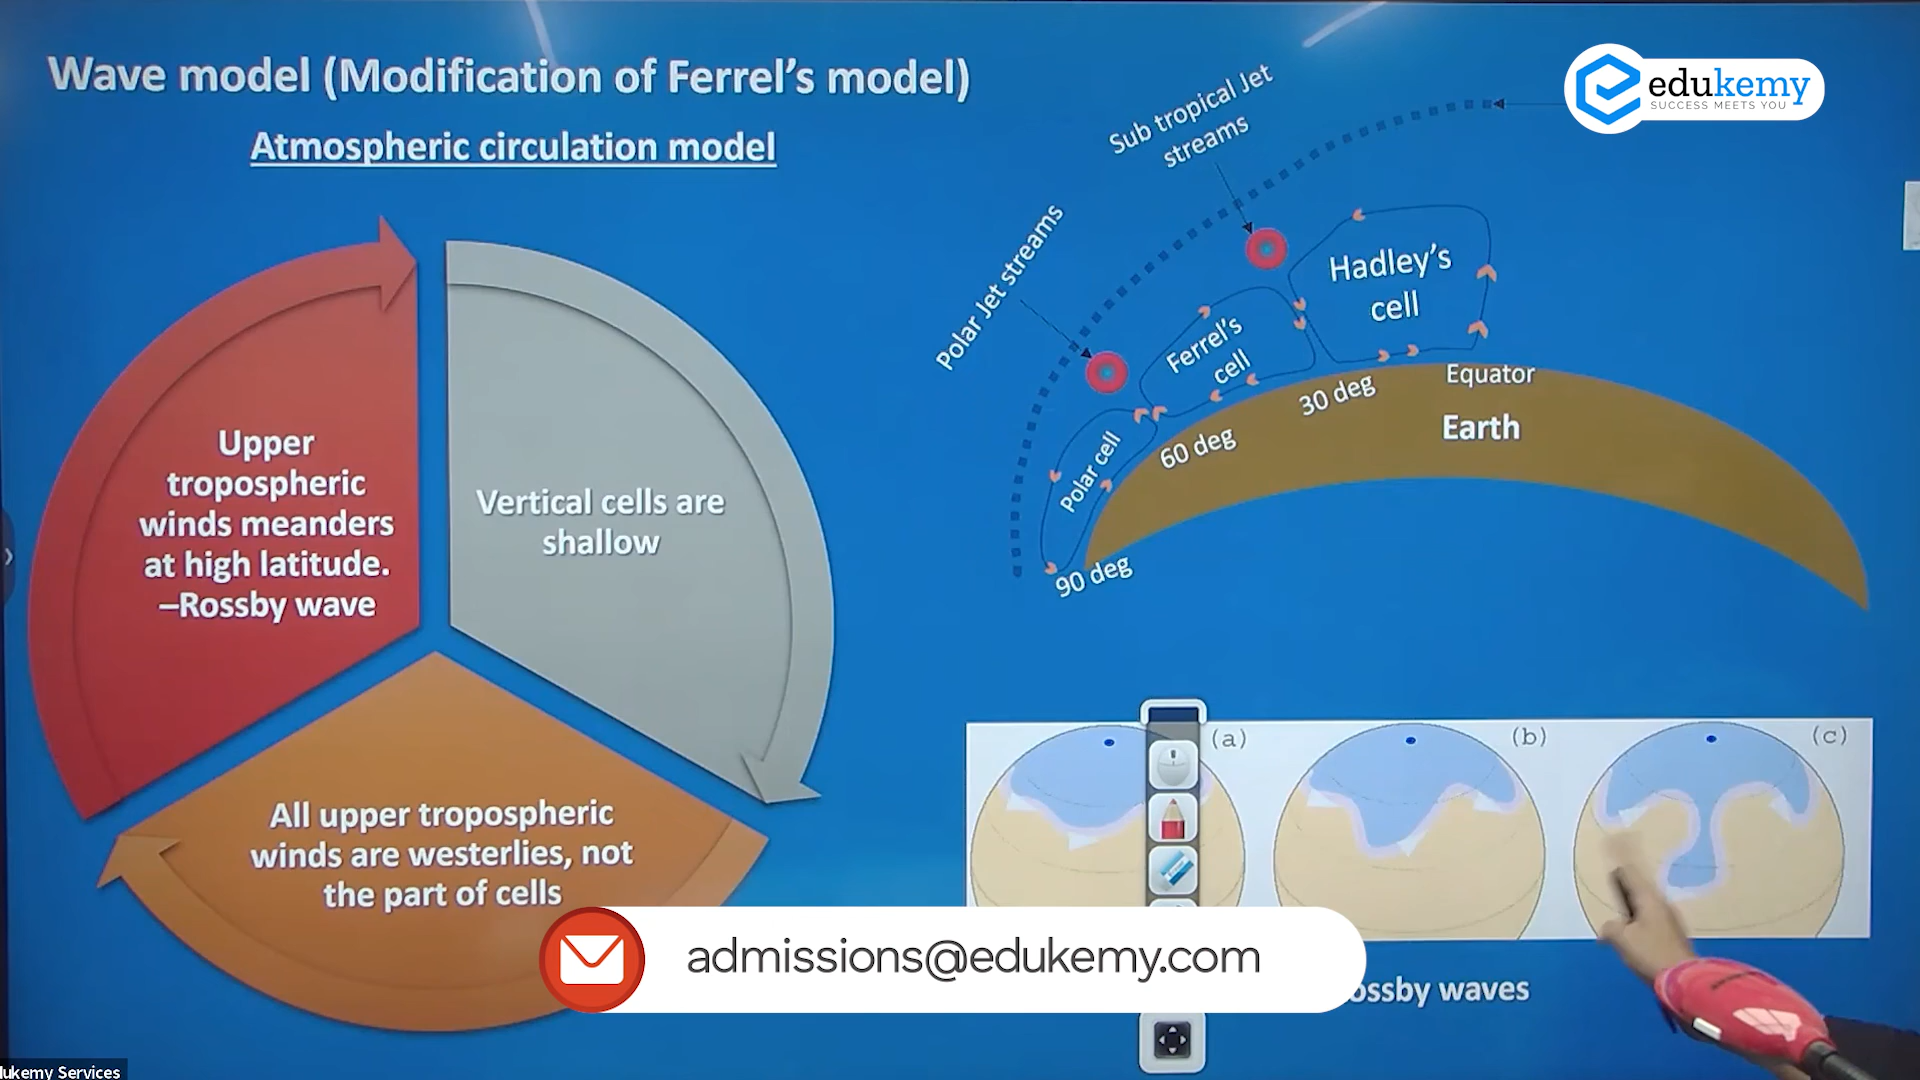 Wave model (Modification of Ferrel's model)
Atmospheric circulation model
edukemy
SUCCESS MEETS YOU
Upper
tropospheric
winds meanders
at high latitude.
–Rossby wave
Vertical cells are
shallow
All upper tropospheric
winds are westerlies, not
the part of cells
Sub tropical Jet
streams
Polar Jet streams
Hadley's
cell
Ferrel's
cell
Polar cell
Equator
30 deg
60 deg
90 deg
Earth
(a)
(b)
(c)
admissions@edukemy.com
ossby waves
lukemy Services